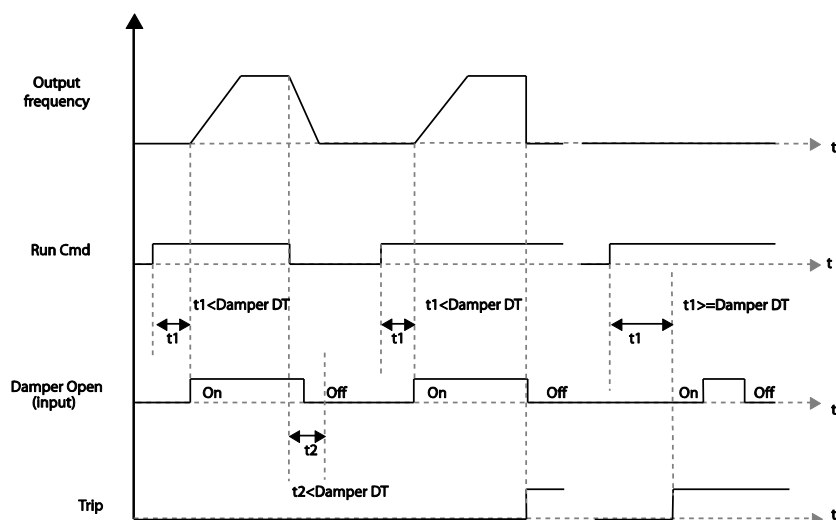 Output
frequency
t
Run Cmd
t
t1<Damper DT
t1<Damper DT
t1>=Damper DT
t1
t1
t1
Damper Open
(input)
On
Off
On
Off
On
Off
t
t2
t2<Damper DT
Trip
t